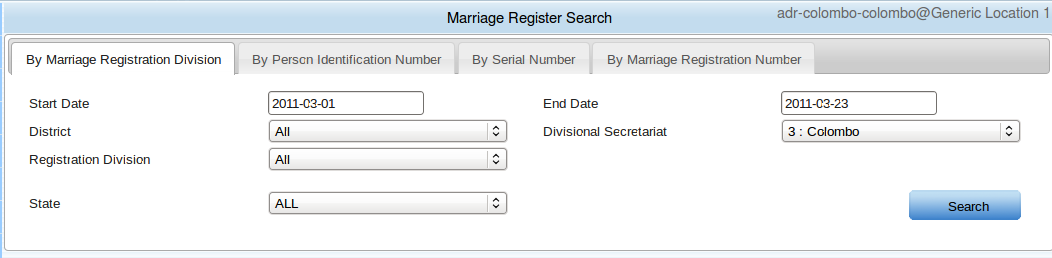 Marriage Register Search
adr-colombo-colombo@Generic Location 1
By Marriage Registration Division By Person Identification Number By Serial Number By Marriage Registration Number
Start Date 2011-03-01 End Date 2011-03-23
District All Divisional Secretariat 3 : Colombo
Registration Division All
State ALL Search